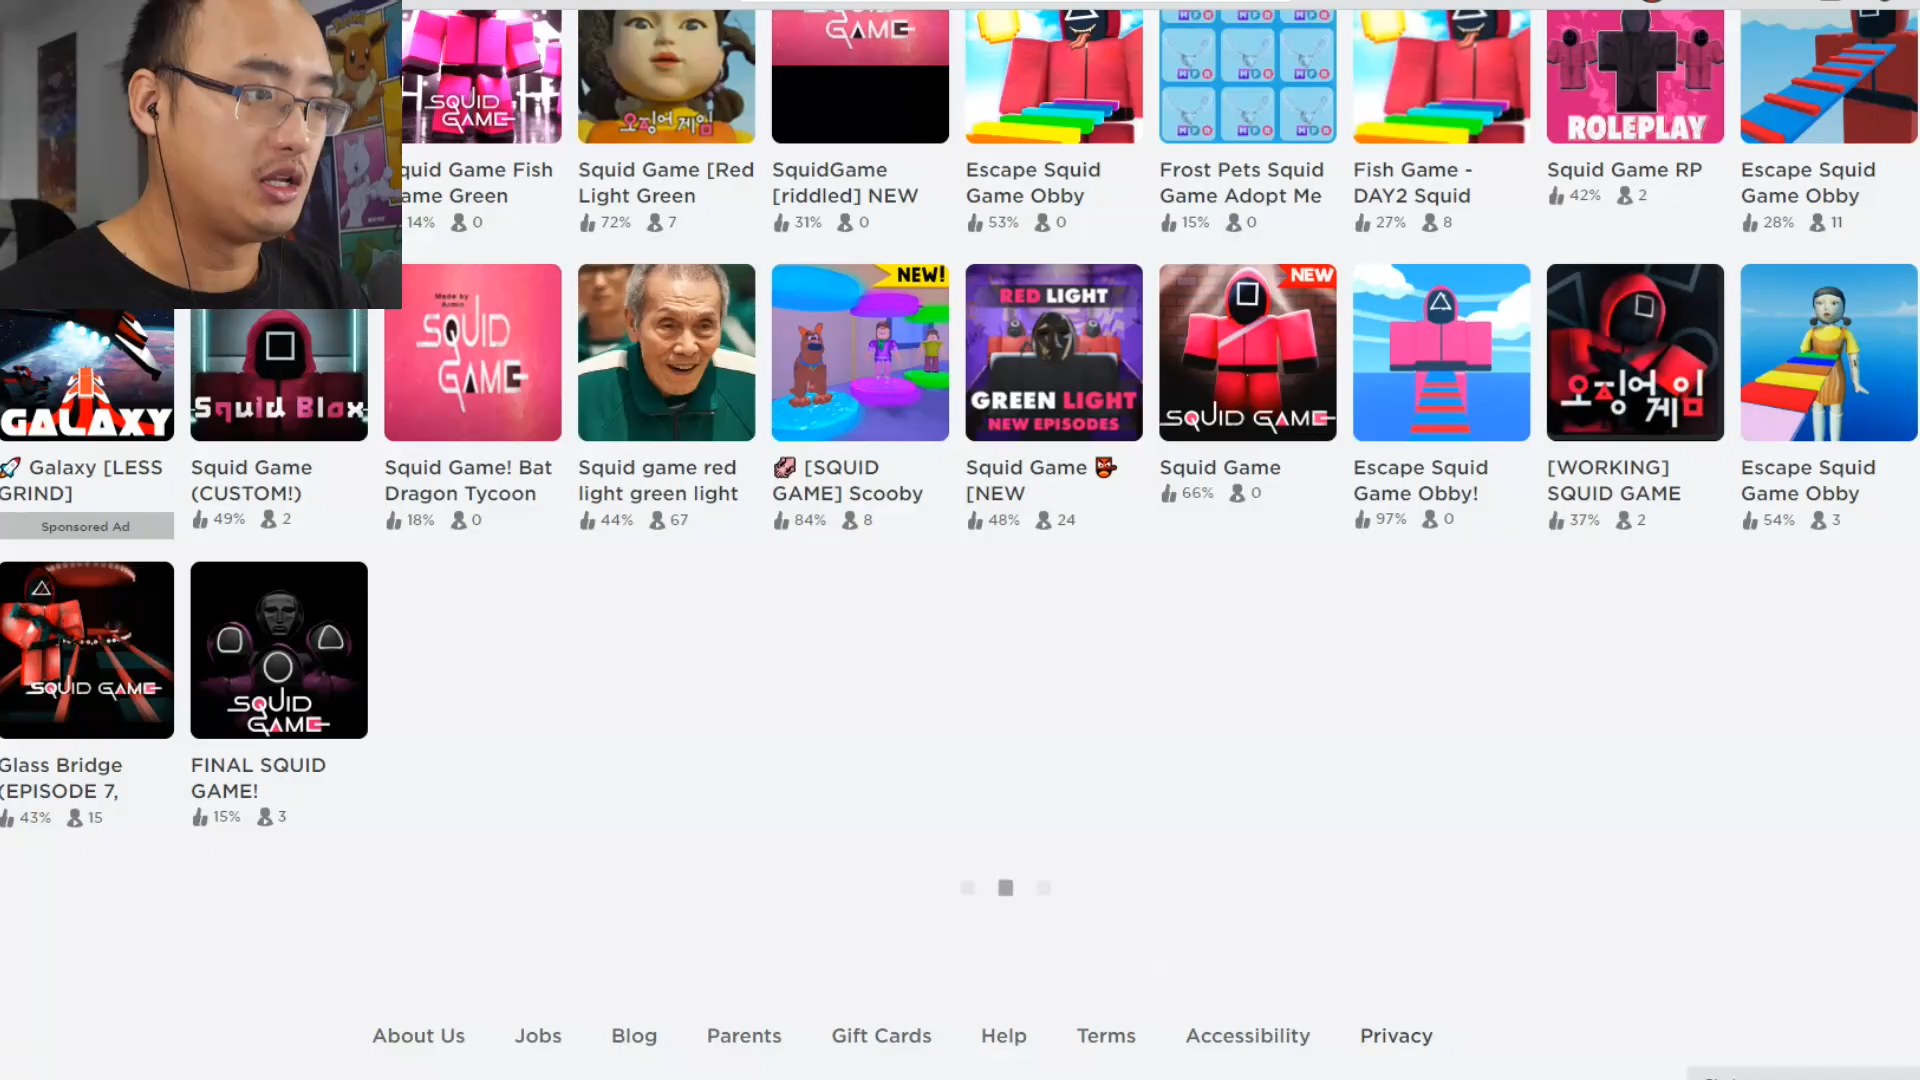 SQUID
GAME
오징어 게임
GAME
ROLEPLAY
quid Game Fish
ame Green
14% 0
Squid Game [Red
Light Green
72% 7
SquidGame
[riddled] NEW
31% 0
Escape Squid
Game Obby
53% 0
Frost Pets Squid
Game Adopt Me
15% 0
Fish Game -
DAY2 Squid
27% 8
Squid Game RP
42% 2
Escape Squid
Game Obby
28% 11
GALAXY
Squid Blox
Made by
Armin
SQUID
GAME
NEW!
RED LIGHT
GREEN LIGHT
NEW EPISODES
NEW
SQUID GAME
오징어
게임
Galaxy [LESS
GRIND]
Sponsored Ad
Squid Game
(CUSTOM!)
49% 2
Squid Game! Bat
Dragon Tycoon
18% 0
Squid game red
light green light
44% 67
[SQUID
GAME] Scooby
84% 8
Squid Game
[NEW
48% 24
Squid Game
66% 0
Escape Squid
Game Obby!
97% 0
[WORKING]
SQUID GAME
37% 2
Escape Squid
Game Obby
54% 3
SQUID GAME
SQUID
GAME
Glass Bridge
(EPISODE 7,
43% 15
FINAL SQUID
GAME!
15% 3
About Us Jobs Blog Parents Gift Cards Help Terms Accessibility Privacy